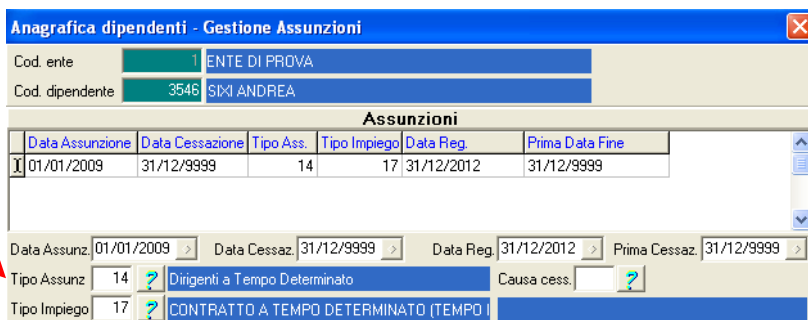 Anagrafica dipendenti - Gestione Assunzioni
Cod. ente 1 ENTE DI PROVA
Cod. dipendente 3546 SIXI ANDREA
Assunzioni
Data Assunzione Data Cessazione Tipo Ass. Tipo Impiego Data Reg. Prima Data Fine
01/01/2009 31/12/9999 14 17 31/12/2012 31/12/9999
Data Assunz. 01/01/2009 > Data Cessaz. 31/12/9999 > Data Reg. 31/12/2012 > Prima Cessaz. 31/12/9999 >
Tipo Assunz 14 ? Dirigenti a Tempo Determinato Causa cess. ?
Tipo Impiego 17 ? CONTRATTO A TEMPO DETERMINATO (TEMPO I